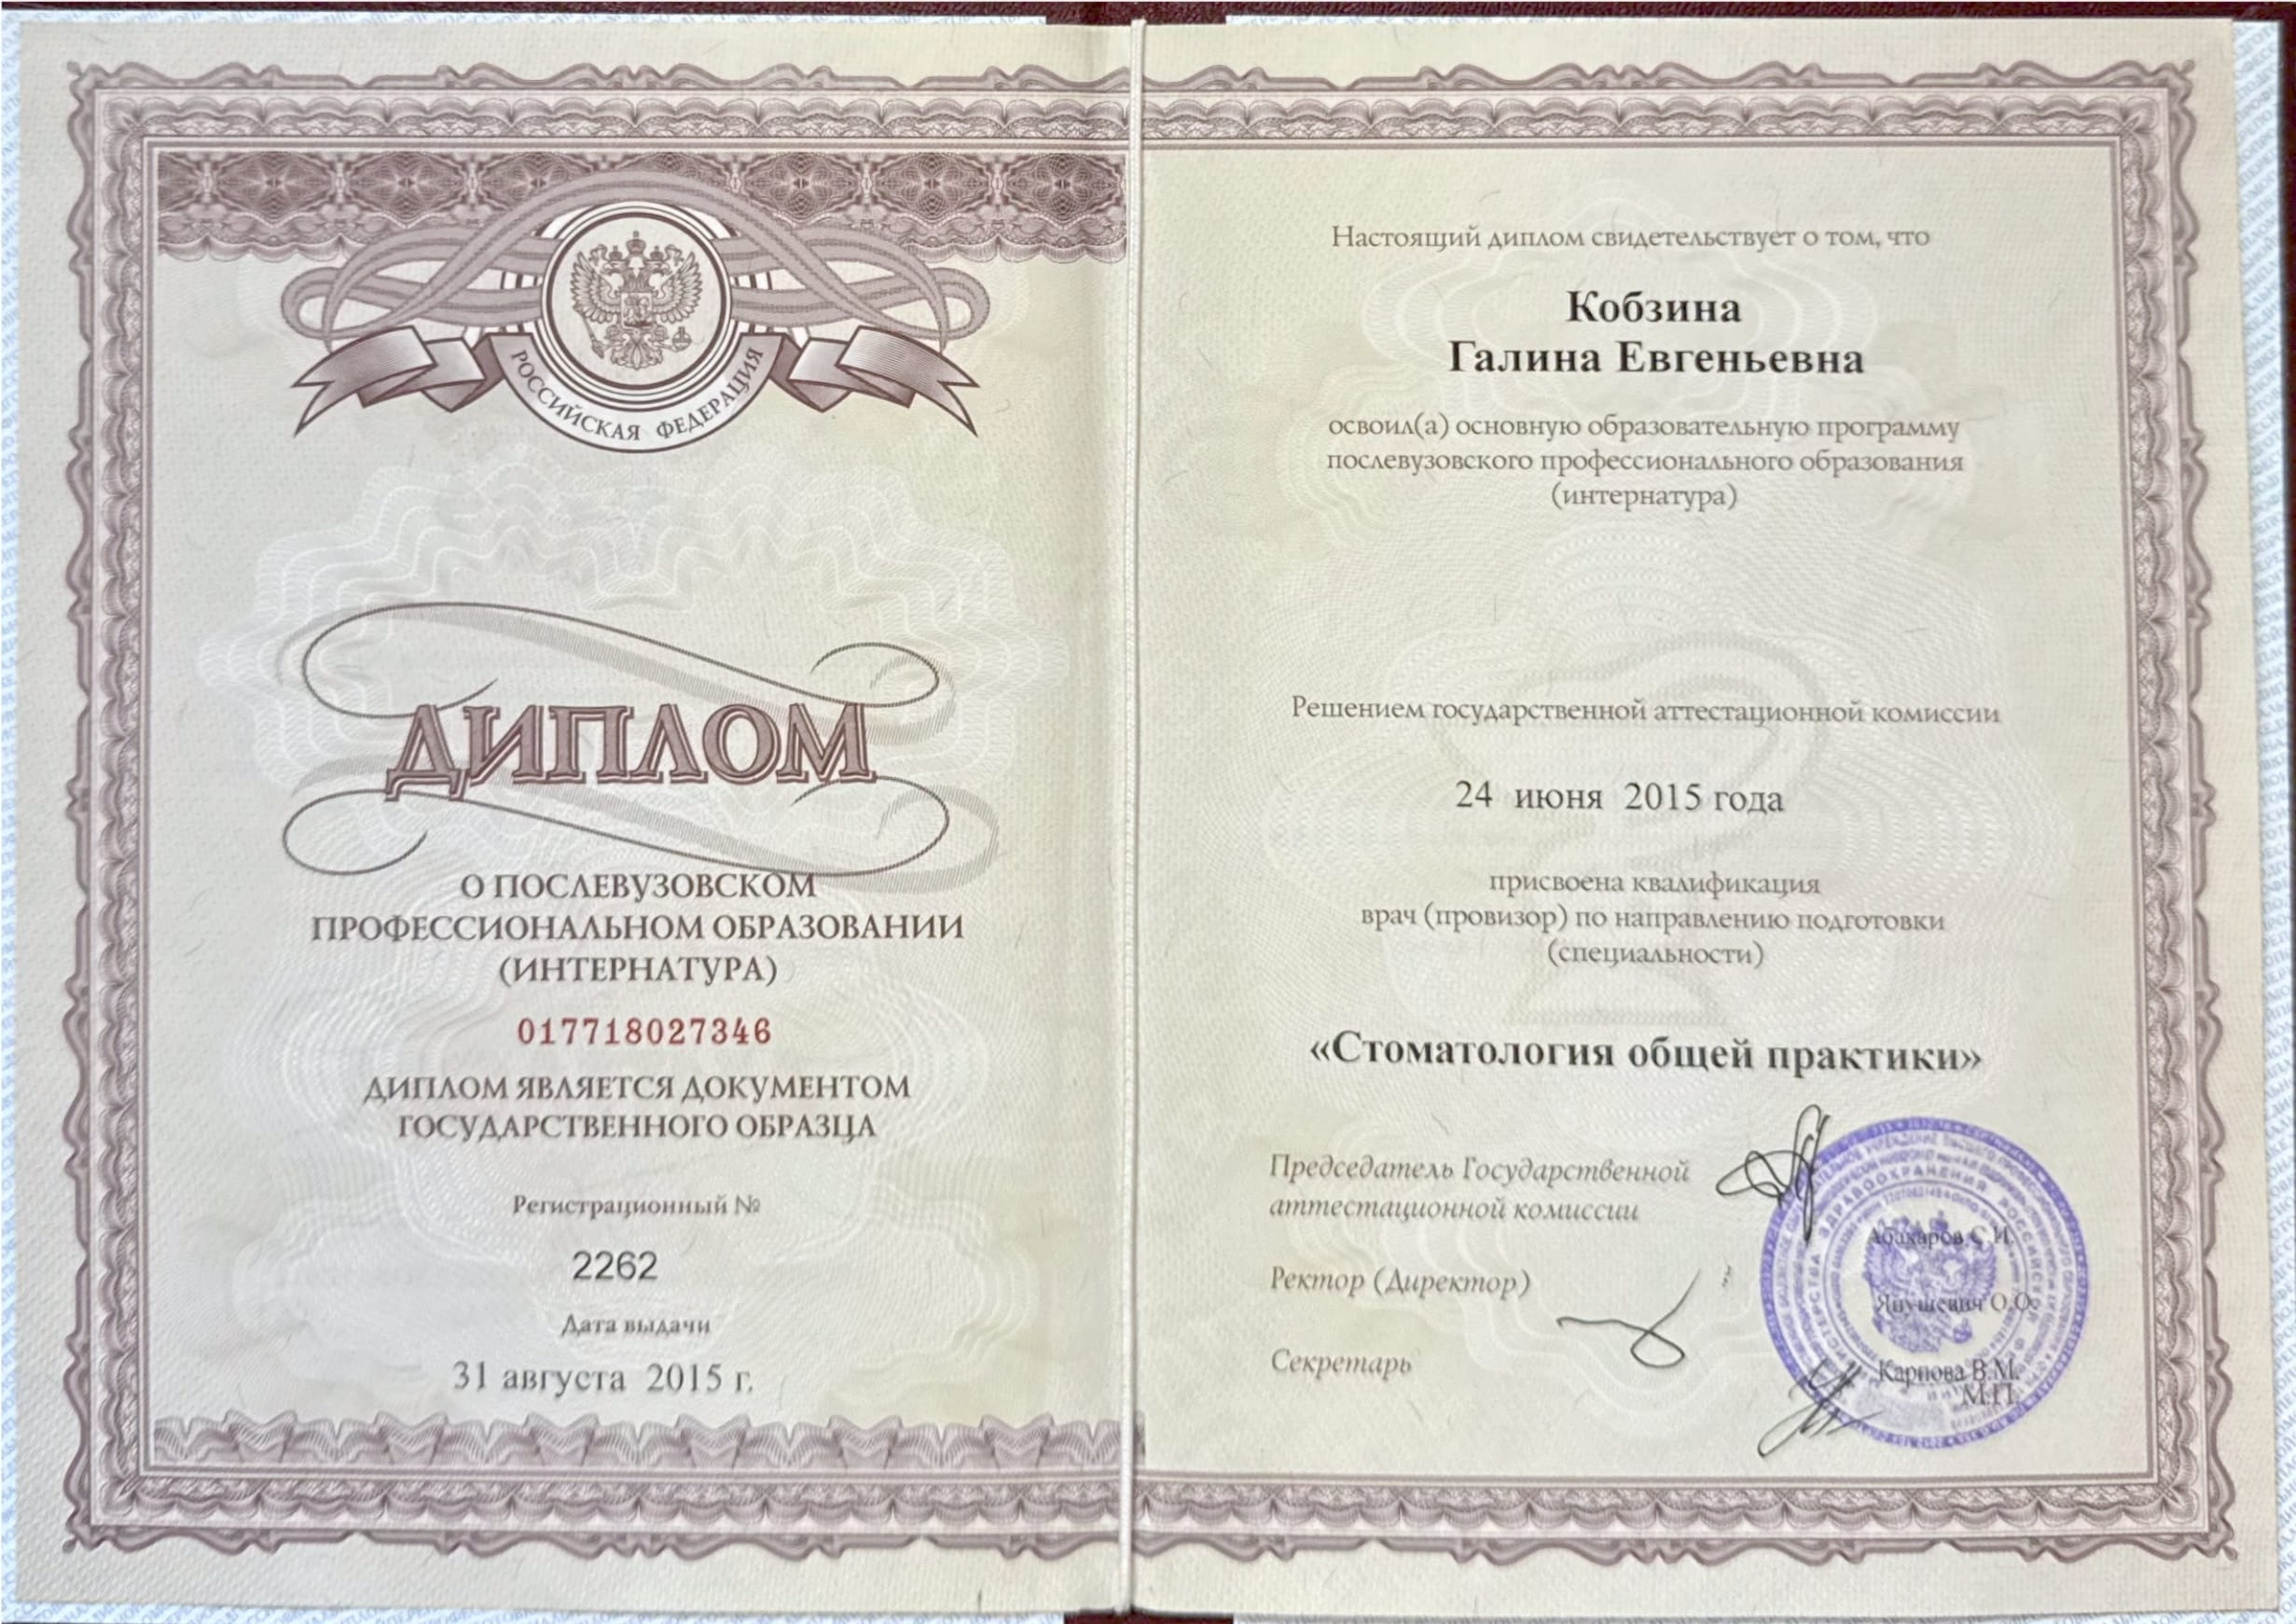 РОССИЙСКАЯ ФЕДЕРАЦИЯ
ДИПЛОМ
О ПОСЛЕВУЗОВСКОМ
ПРОФЕССИОНАЛЬНОМ ОБРАЗОВАНИИ
(ИНТЕРНАТУРА)
017718027346
ДИПЛОМ ЯВЛЯЕТСЯ ДОКУМЕНТОМ
ГОСУДАРСТВЕННОГО ОБРАЗЦА
Регистрационный №
2262
Дата выдачи
31 августа 2015 г.
Настоящий диплом свидетельствует о том, что
Кобзина
Галина Евгеньевна
освоил(а) основную образовательную программу
послевузовского профессионального образования
(интернатура)
Решением государственной аттестационной комиссии
24 июня 2015 года
присвоена квалификация
врач (провизор) по направлению подготовки
(специальности)
«Стоматология общей практики»
Председатель Государственной
аттестационной комиссии
Абакаров С.И.
Ректор (Директор)
Янушевич О.О.
Секретарь
Карпова В.М.
М.П.
ЗДРАВООХРАНЕНИЯ РОССИЙСК